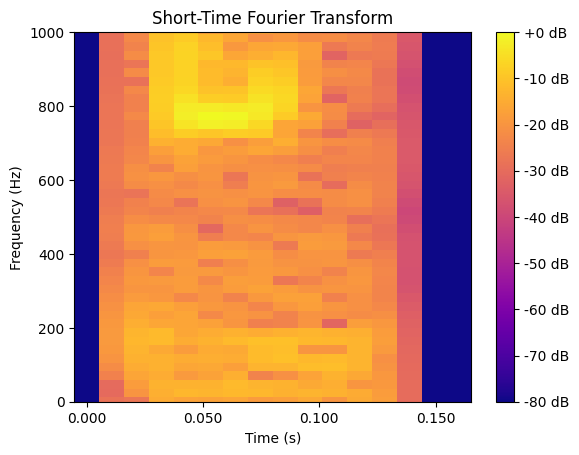 Short-Time Fourier Transform
Frequency (Hz)
1000
800
600
400
200
0
0.000
0.050
0.100
0.150
Time (s)
+0 dB
-10 dB
-20 dB
-30 dB
-40 dB
-50 dB
-60 dB
-70 dB
-80 dB